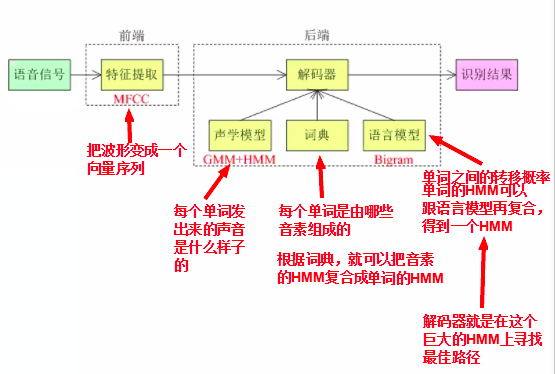 前端
后端
语音信号
特征提取
解码器
识别结果
MFCC
声学模型
词典
语言模型
GMM+HMM
Bigram
把波形变成一个
向量序列
每个单词发
出来的声音
是什么样子
的
每个单词是由哪些
音素组成的
根据词典，就可以把音素
的HMM复合成单词的HMM
单词之间的转移概率
单词的HMM可以
跟语言模型再复合，
得到一个HMM
解码器就是在这个
巨大的HMM上寻找
最佳路径